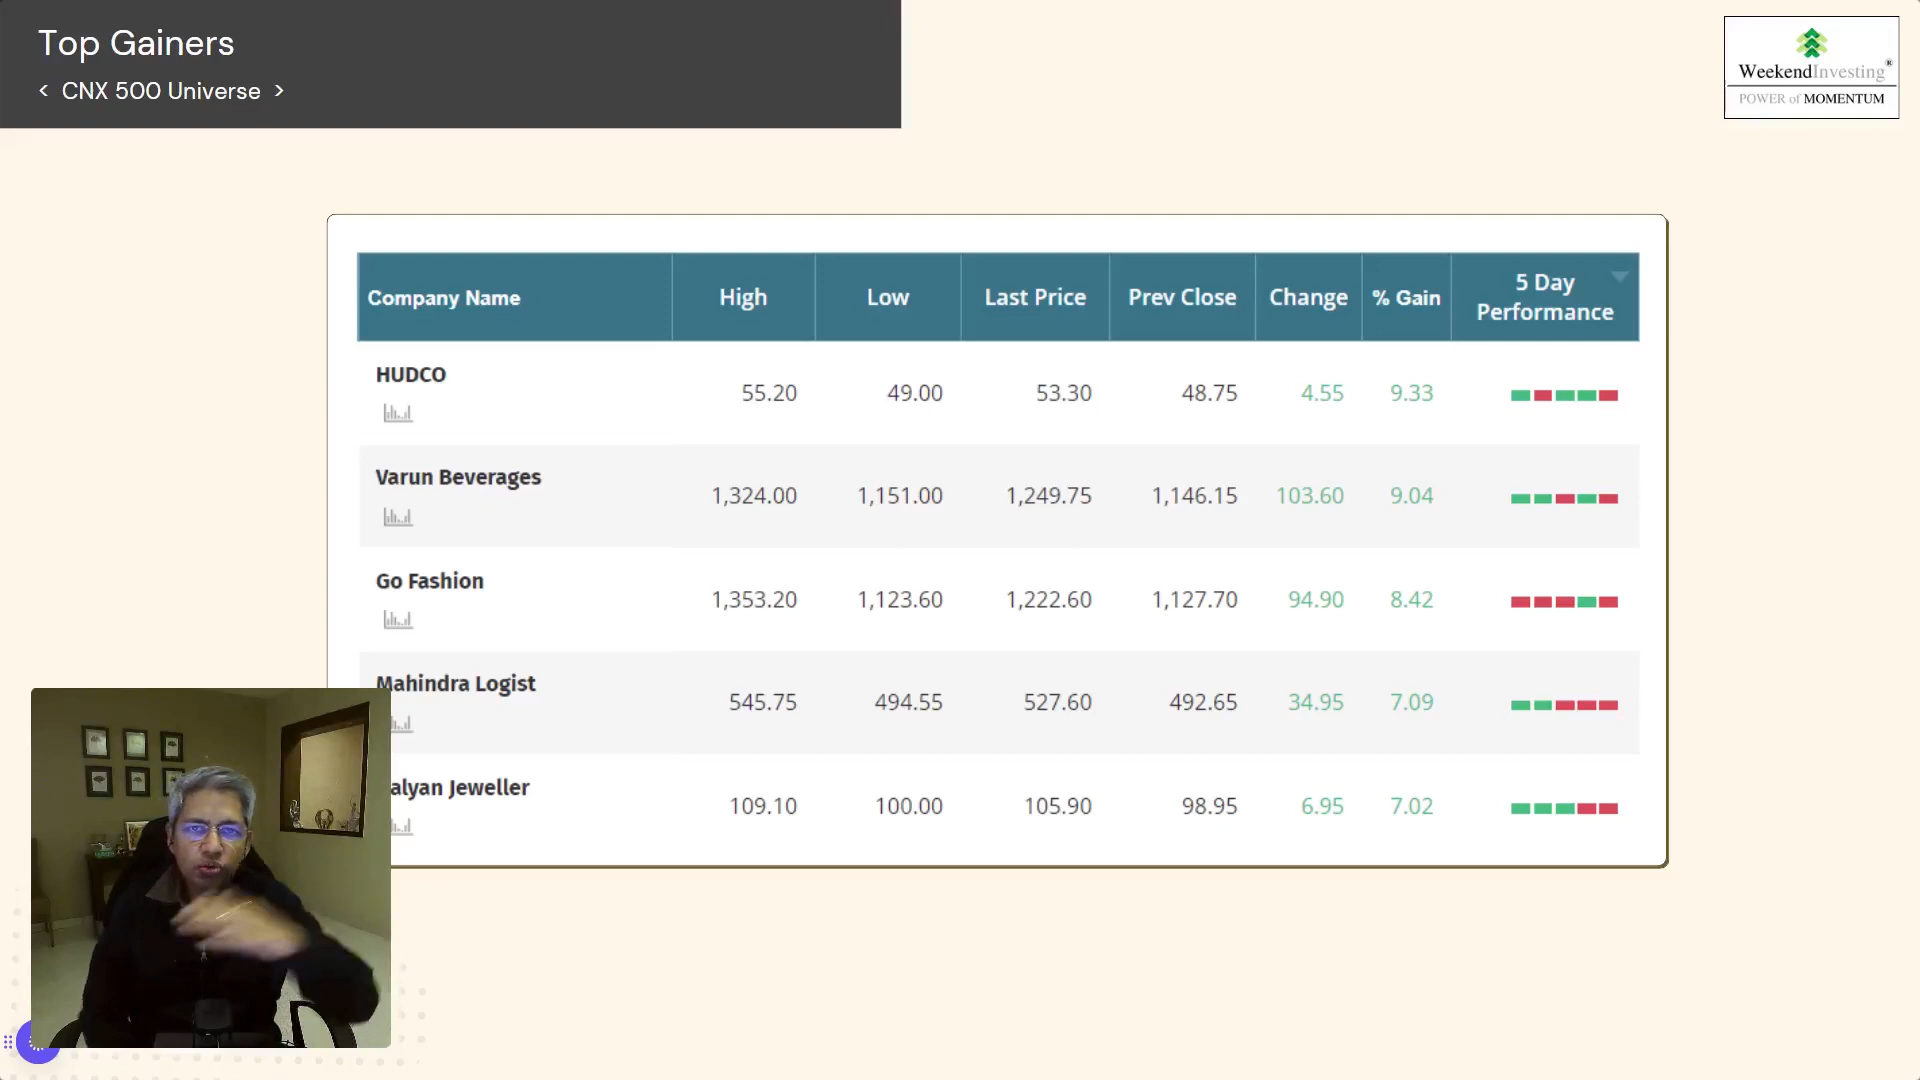 Top Gainers
< CNX 500 Universe >
WeekendInvesting®
POWER of MOMENTUM
Company Name High Low Last Price Prev Close Change % Gain 5 Day Performance
HUDCO 55.20 49.00 53.30 48.75 4.55 9.33
Varun Beverages 1,324.00 1,151.00 1,249.75 1,146.15 103.60 9.04
Go Fashion 1,353.20 1,123.60 1,222.60 1,127.70 94.90 8.42
Mahindra Logist 545.75 494.55 527.60 492.65 34.95 7.09
alyan Jeweller 109.10 100.00 105.90 98.95 6.95 7.02